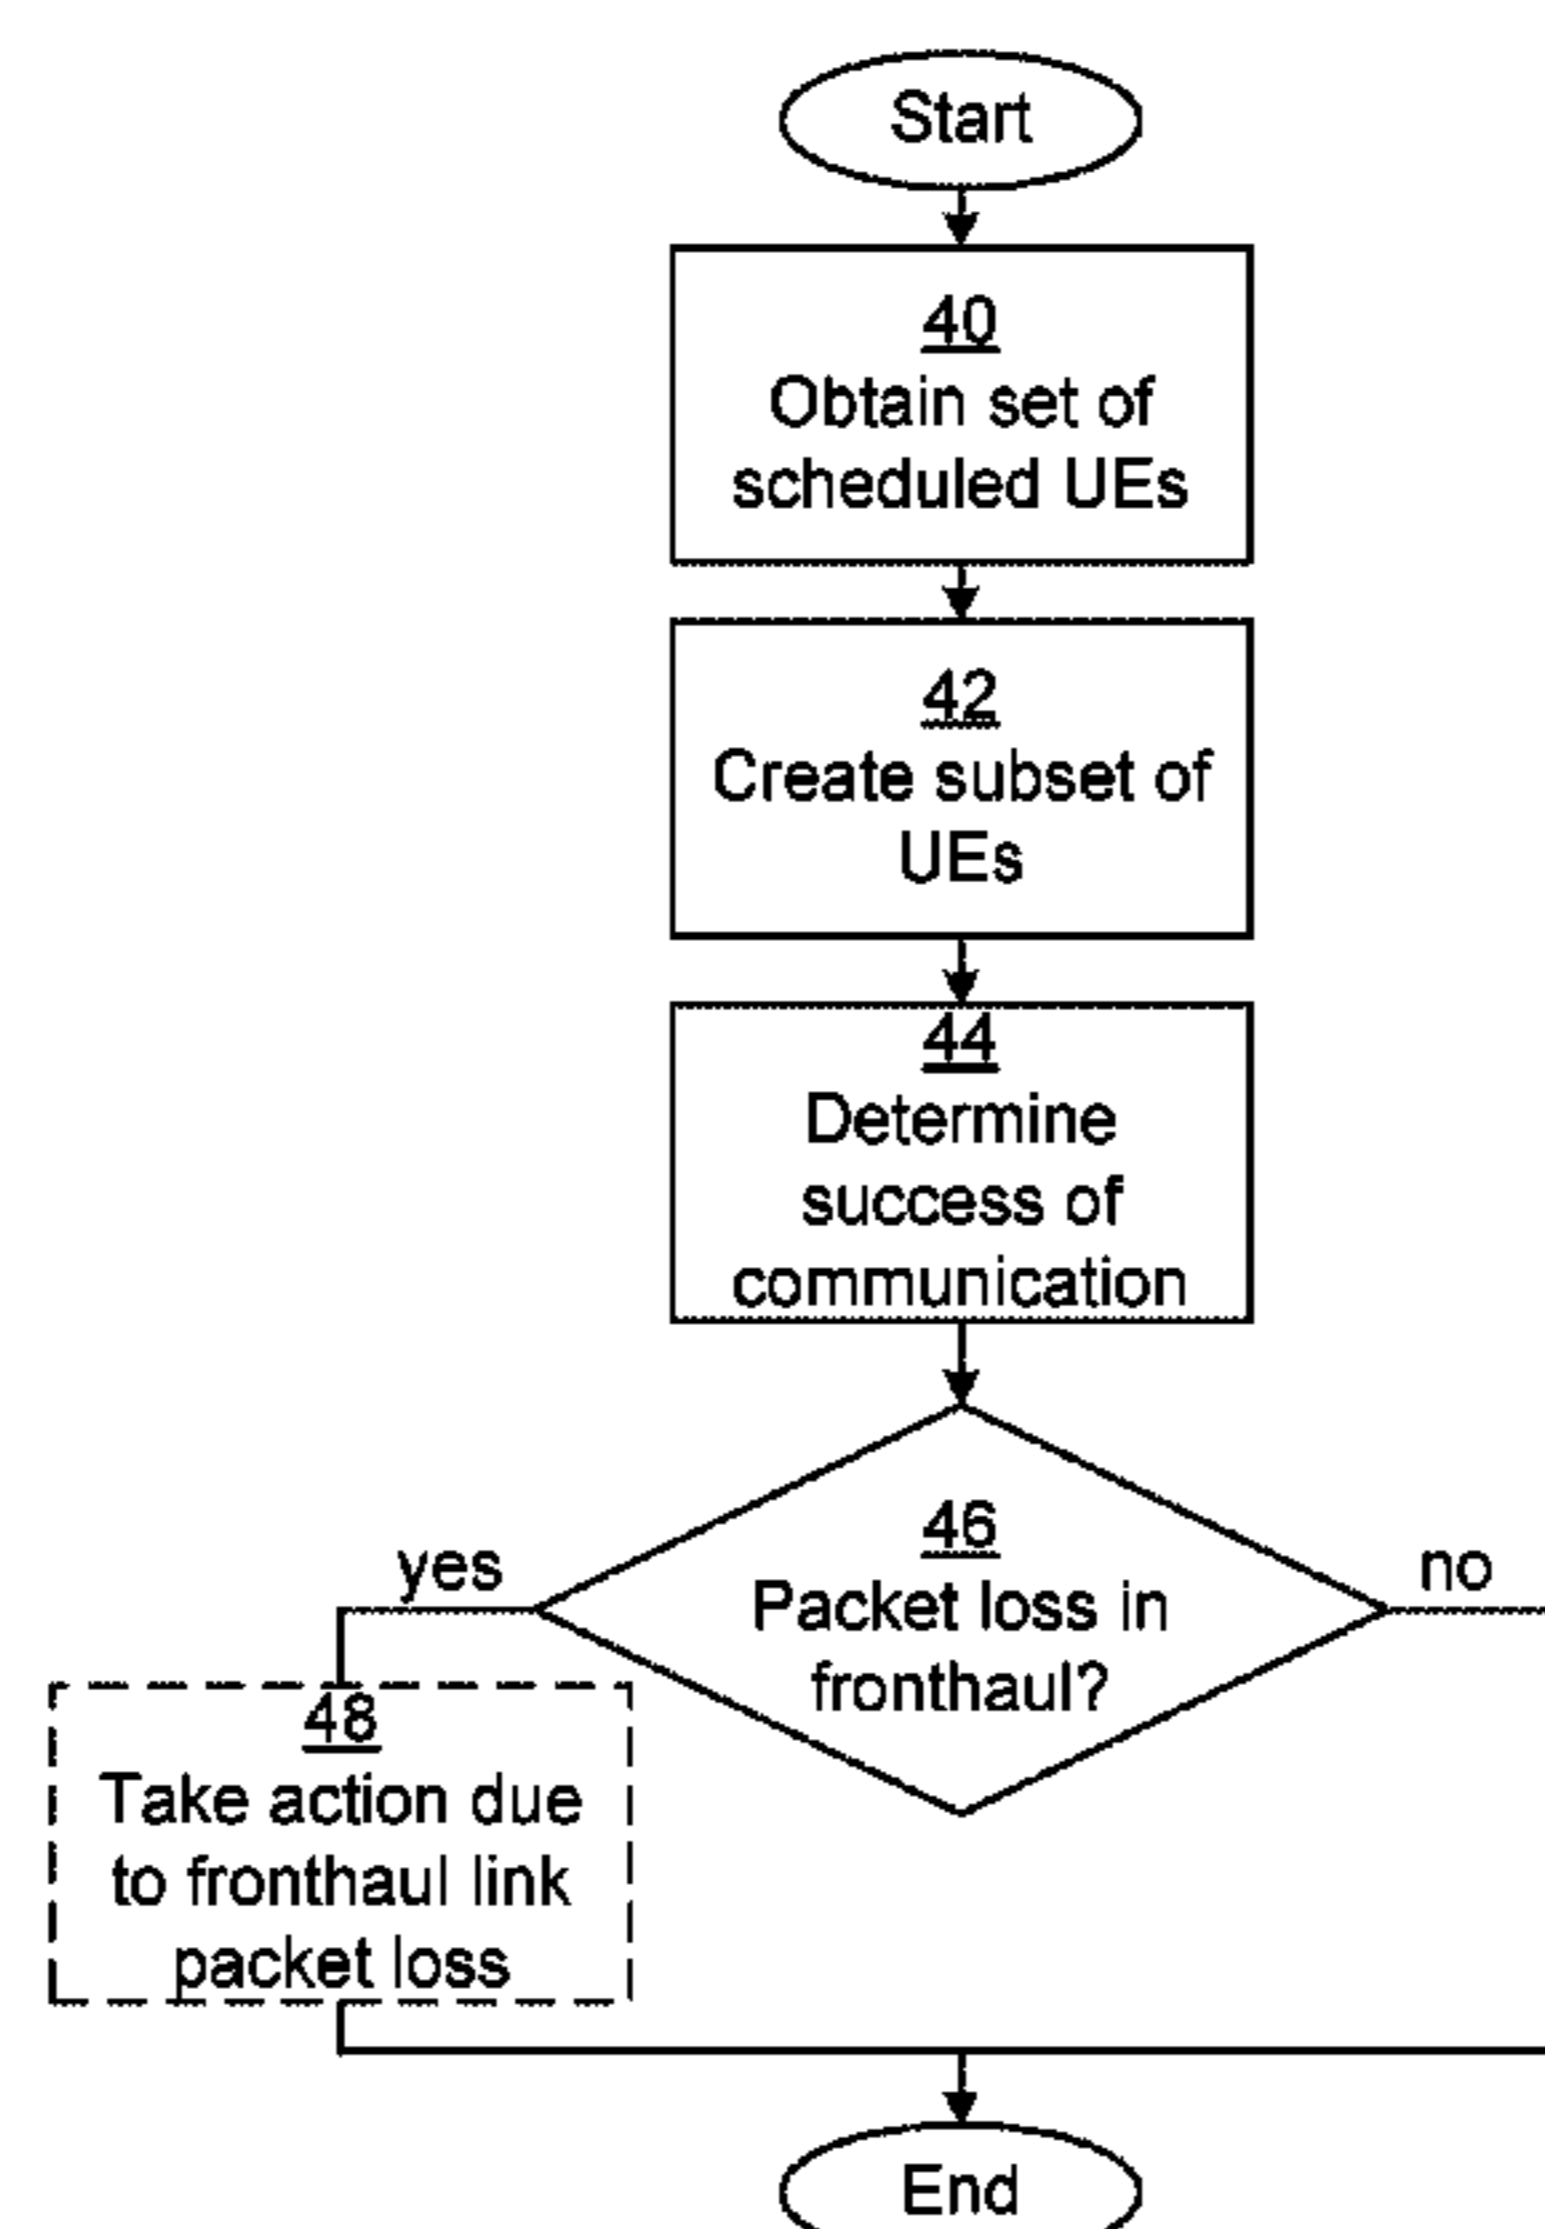 Start
40
Obtain set of
scheduled UEs
42
Create subset of
UEs
44
Determine
success of
communication
46
Packet loss in
fronthaul?
yes
no
48
Take action due
to fronthaul link
packet loss
End